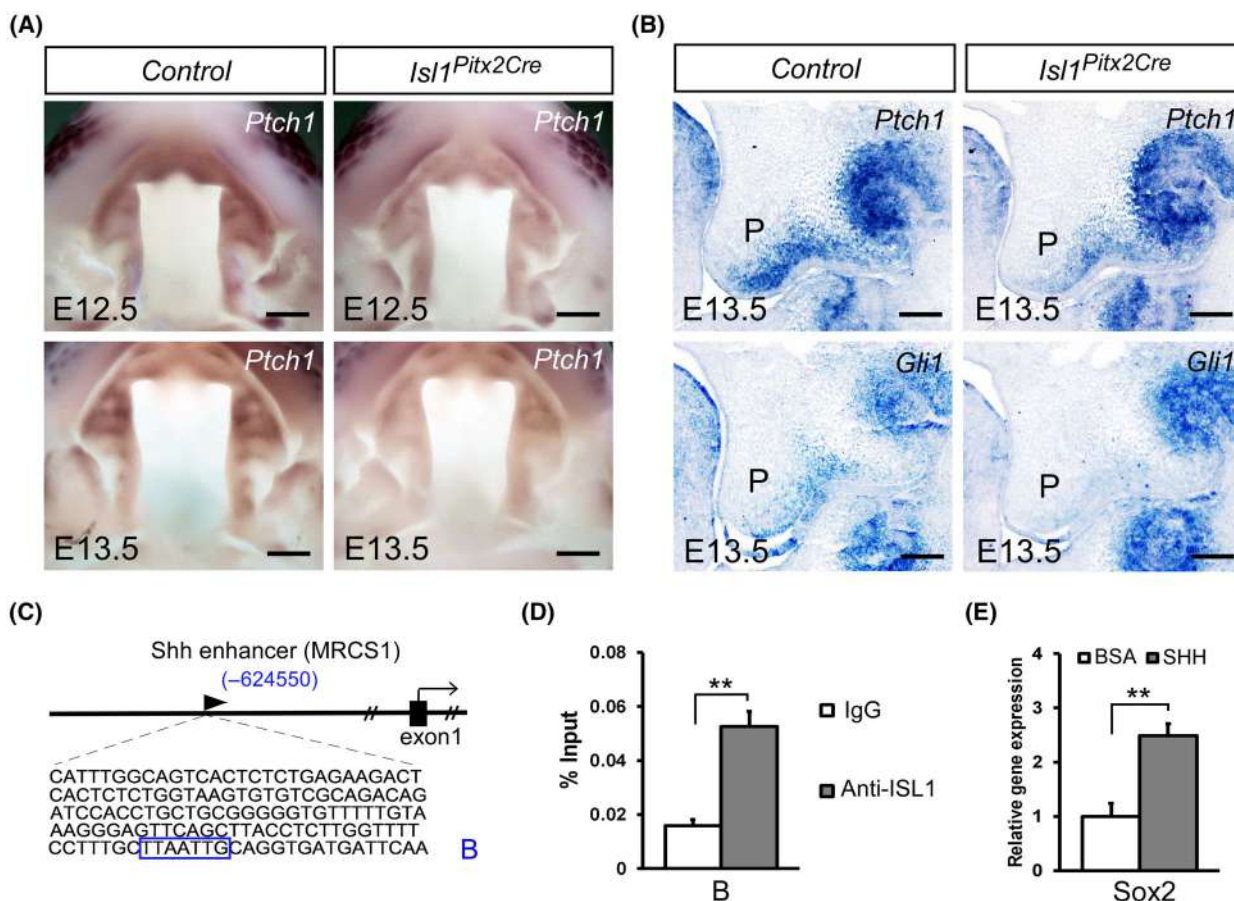 (A)
Control
Isl1Pitx2Cre
Ptch1
Ptch1
E12.5
E12.5
Ptch1
Ptch1
E13.5
E13.5
(B)
Control
Isl1Pitx2Cre
Ptch1
Ptch1
P
P
E13.5
E13.5
Gli1
Gli1
P
P
E13.5
E13.5
(C)
Shh enhancer (MRCS1)
(–624550)
exon1
CATTTGGCAGTCACTCTCTGAGAAGACT
CACTCTCTGGTAAGTGTGTCGCAGACAG
ATCCACCTGCTGCGGGGGTGTTTTTGTA
AAGGGAGTTCAGCTTACCTCTTGGTTTT
CCTTTGCTTAATTGCAGGTGATGATTCAA
B
(D)
% Input
0.08
0.06
0.04
0.02
0
**
IgG
Anti-ISL1
B
(E)
Relative gene expression
4
3
2
1
0
BSA
SHH
**
Sox2